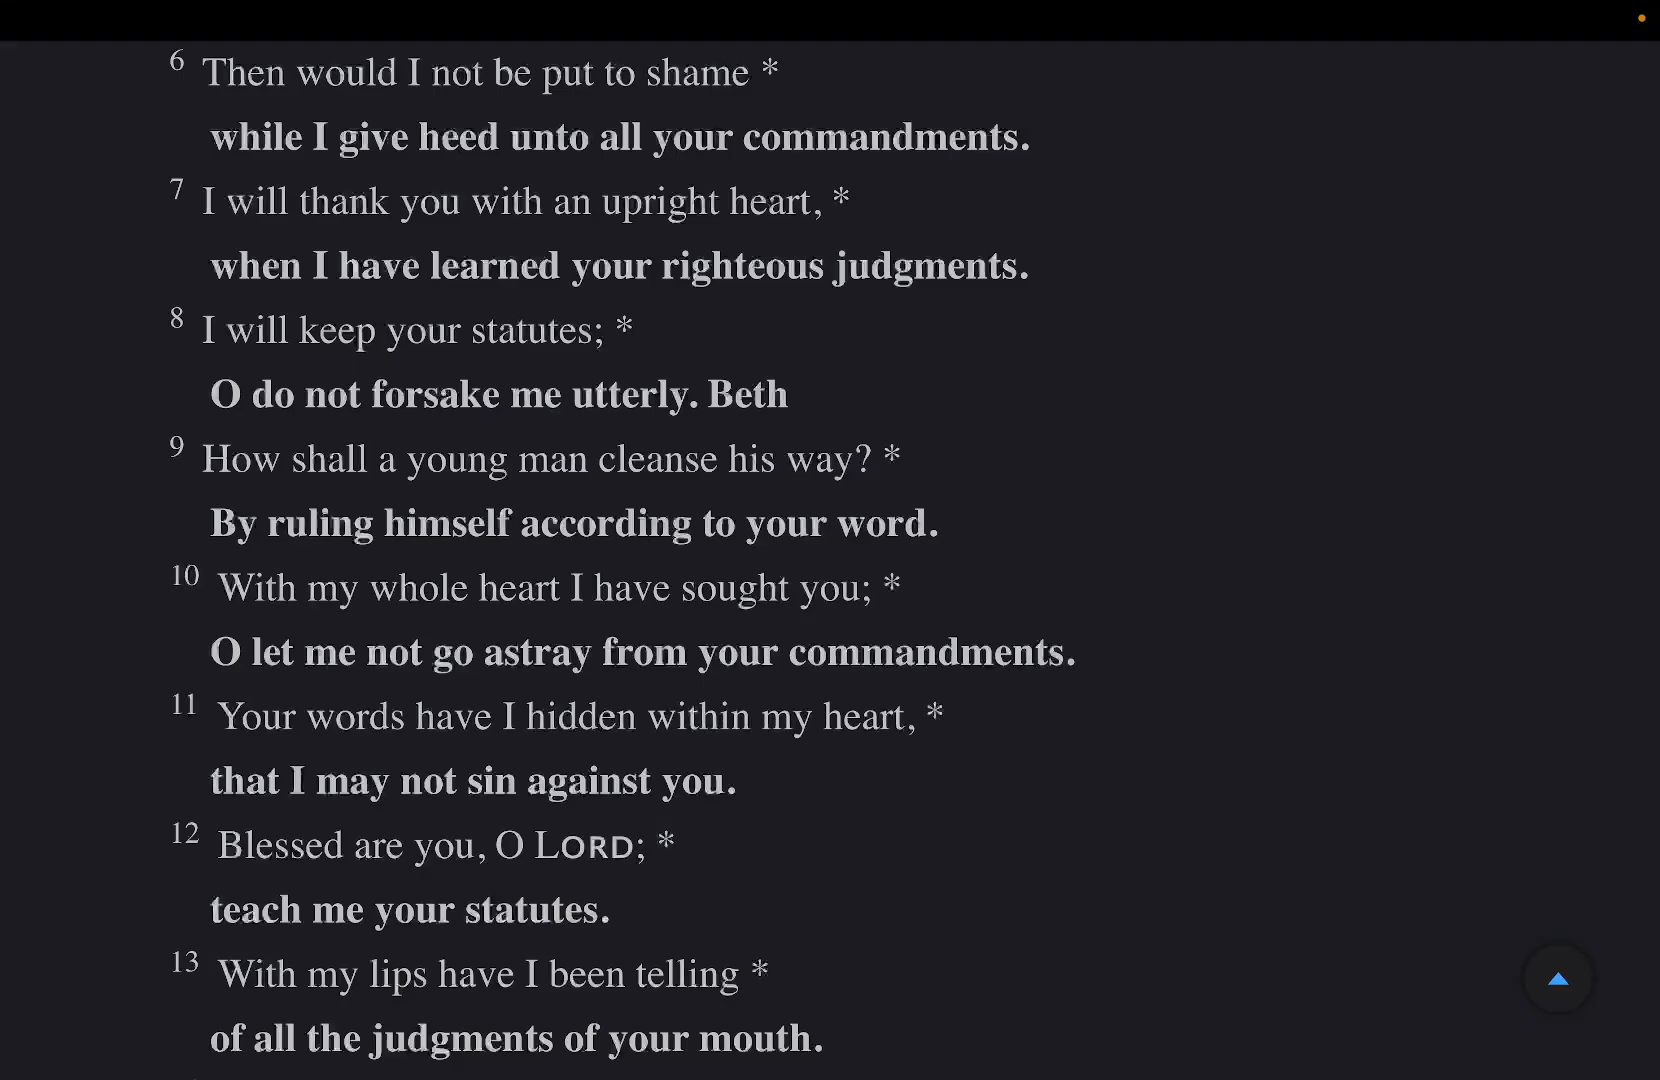 6 Then would I not be put to shame *
while I give heed unto all your commandments.
7 I will thank you with an upright heart, *
when I have learned your righteous judgments.
8 I will keep your statutes; *
O do not forsake me utterly. Beth
9 How shall a young man cleanse his way? *
By ruling himself according to your word.
10 With my whole heart I have sought you; *
O let me not go astray from your commandments.
11 Your words have I hidden within my heart, *
that I may not sin against you.
12 Blessed are you, O LORD; *
teach me your statutes.
13 With my lips have I been telling *
of all the judgments of your mouth.